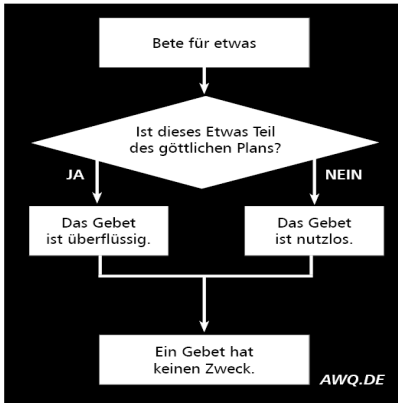 Bete für etwas
Ist dieses Etwas Teil
des göttlichen Plans?
JA
NEIN
Das Gebet
ist überflüssig.
Das Gebet
ist nutzlos.
Ein Gebet hat
keinen Zweck.
AWQ.DE